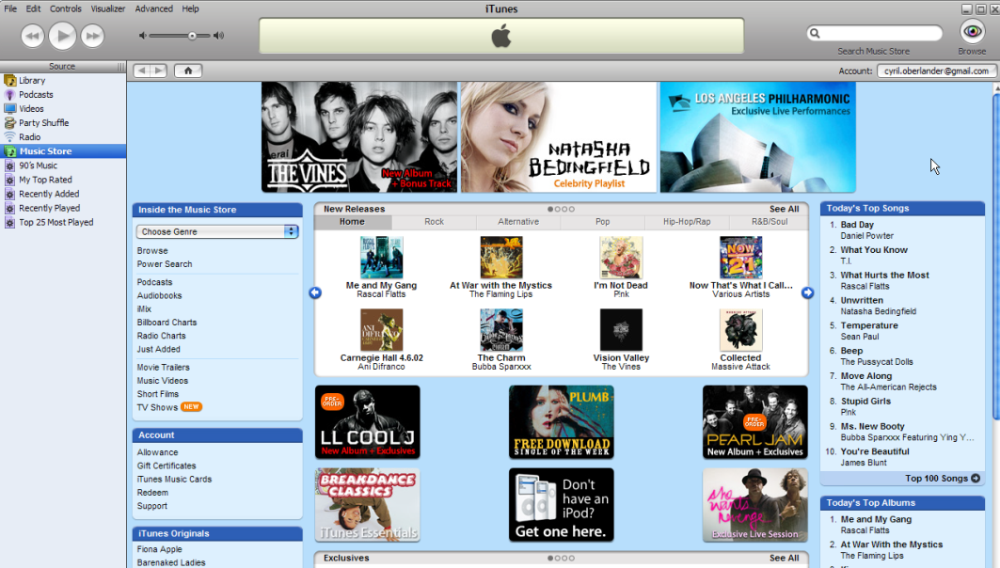 File Edit Controls Visualizer Advanced Help
iTunes
Search Music Store
Browse
Source
Library
Podcasts
Videos
Party Shuffle
Radio
Music Store
90's Music
My Top Rated
Recently Added
Recently Played
Top 25 Most Played
Account: cyril.oberlander@gmail.com
THE VINES
New Album
+ Bonus Track
NATASHA
BEDINGFIELD
Celebrity Playlist
LOS ANGELES PHILHARMONIC
Exclusive Live Performances
Inside the Music Store
Choose Genre
Browse
Power Search
Podcasts
Audiobooks
iMix
Billboard Charts
Radio Charts
Just Added
Movie Trailers
Music Videos
Short Films
TV Shows NEW
Account
Allowance
Gift Certificates
iTunes Music Cards
Redeem
Support
iTunes Originals
Fiona Apple
Barenaked Ladies
New Releases
See All
Home Rock Alternative Pop Hip-Hop/Rap R&B/Soul
Me and My Gang
Rascal Flatts
At War with the Mystics
The Flaming Lips
I'm Not Dead
P!nk
NOW
21
Now That's What I Call...
Various Artists
ANI
DIFRANCO
Carnegie Hall 4.6.02
Ani Difranco
The Charm
Bubba Sparxxx
Vision Valley
The Vines
Collected
Massive Attack
PRE-
ORDER
LL COOL J
New Album + Exclusives
PLUMB
FREE DOWNLOAD
SINGLE OF THE WEEK
PRE-
ORDER
PEARL JAM
New Album + Exclusives
BREAKDANCE
CLASSICS
iTunes Essentials
Don't
have an
iPod?
Get one here.
she
wants
revenge
Exclusive Live Session
Exclusives
See All
Today's Top Songs
1. Bad Day
Daniel Powter
2. What You Know
T.I.
3. What Hurts the Most
Rascal Flatts
4. Unwritten
Natasha Bedingfield
5. Temperature
Sean Paul
6. Beep
The Pussycat Dolls
7. Move Along
The All-American Rejects
8. Stupid Girls
P!nk
9. Ms. New Booty
Bubba Sparxxx Featuring Ying Y...
10. You're Beautiful
James Blunt
Top 100 Songs
Today's Top Albums
1. Me and My Gang
Rascal Flatts
2. At War With the Mystics
The Flaming Lips